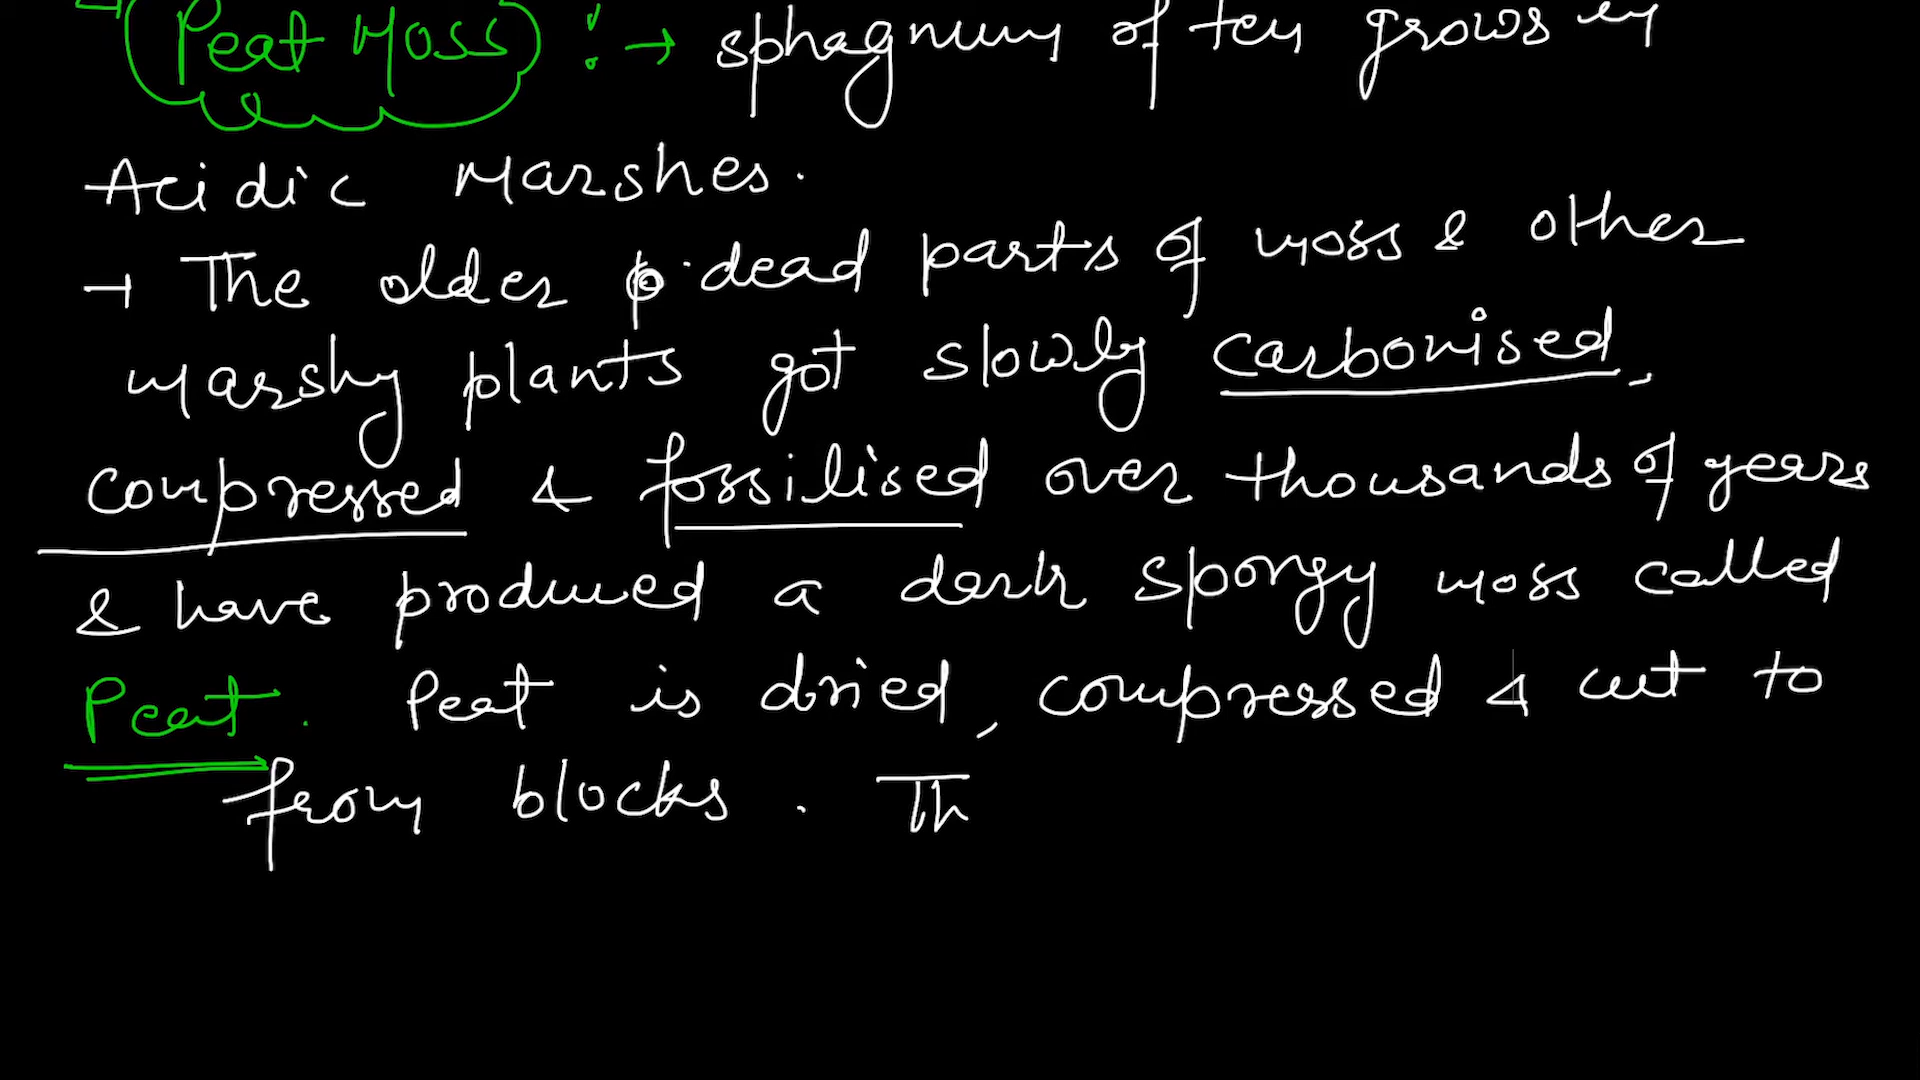 (Peat Moss) :→ sphagnum often grows in
Acidic Marshes.
→ The older dead parts of moss & other
marshy plants got slowly carbonised,
compressed & fossilised over thousands of years
& have produced a dark spongy moss called
Peat. Peat is dried, compressed & cut to
from blocks. Th